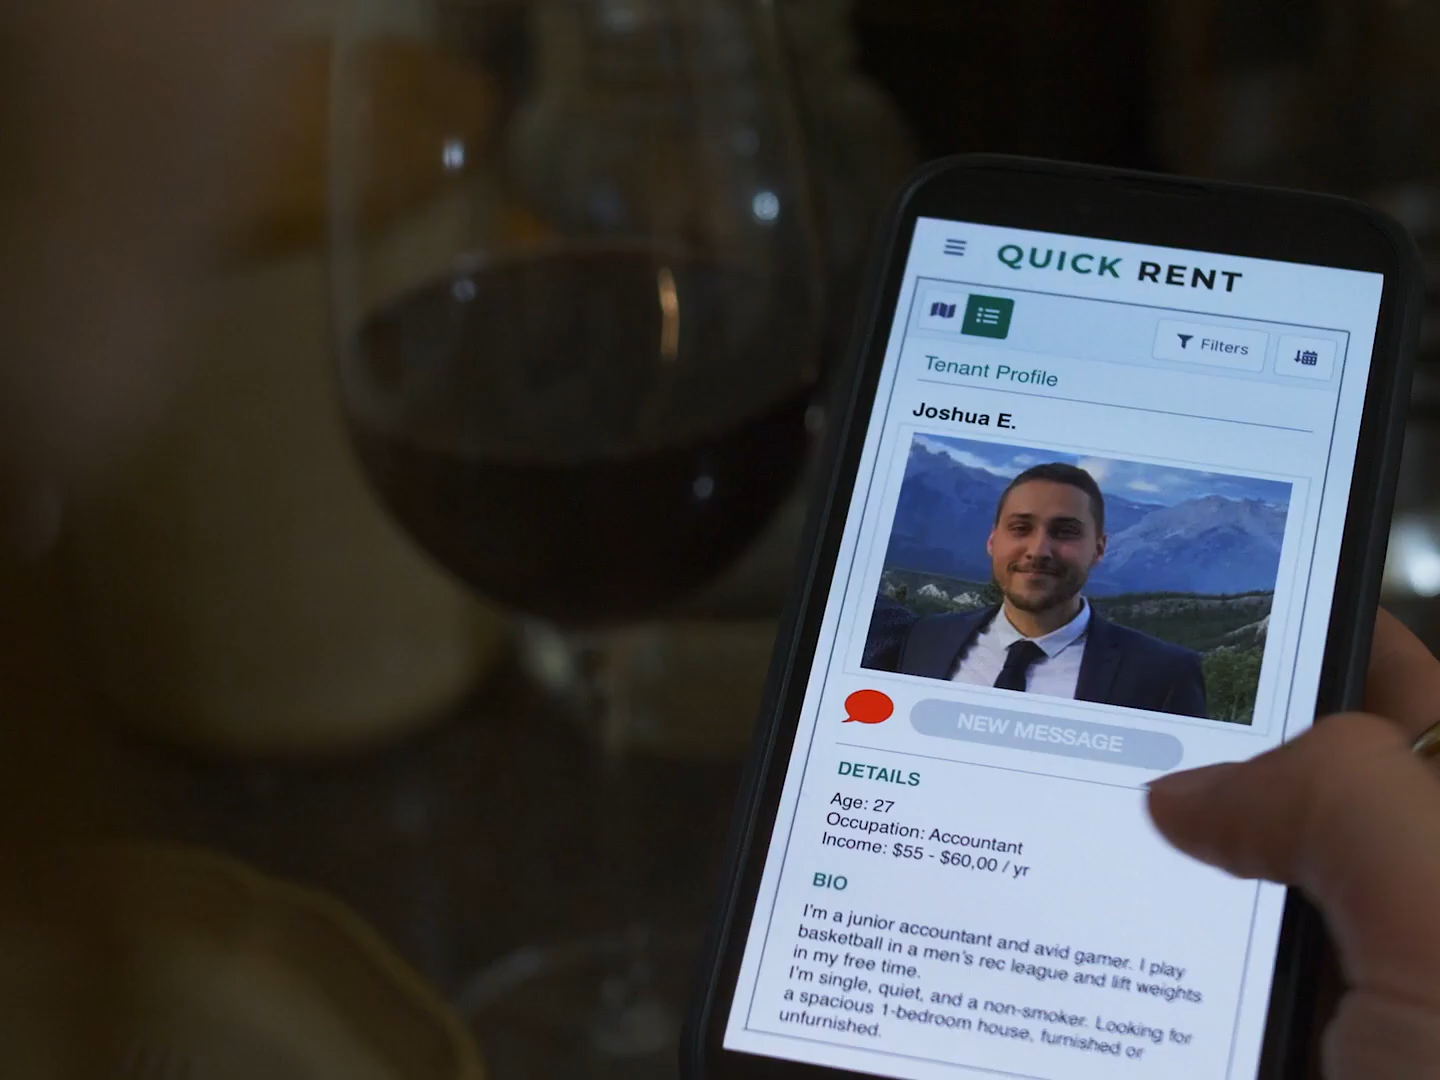 QUICK RENT
Filters
Tenant Profile
Joshua E.
NEW MESSAGE
DETAILS
Age: 27
Occupation: Accountant
Income: $55 - $60,00 / yr
BIO
I'm a junior accountant and avid gamer. I play
basketball in a men's rec league and lift weights
in my free time.
I'm single, quiet, and a non-smoker. Looking for
a spacious 1-bedroom house, furnished or
unfurnished.